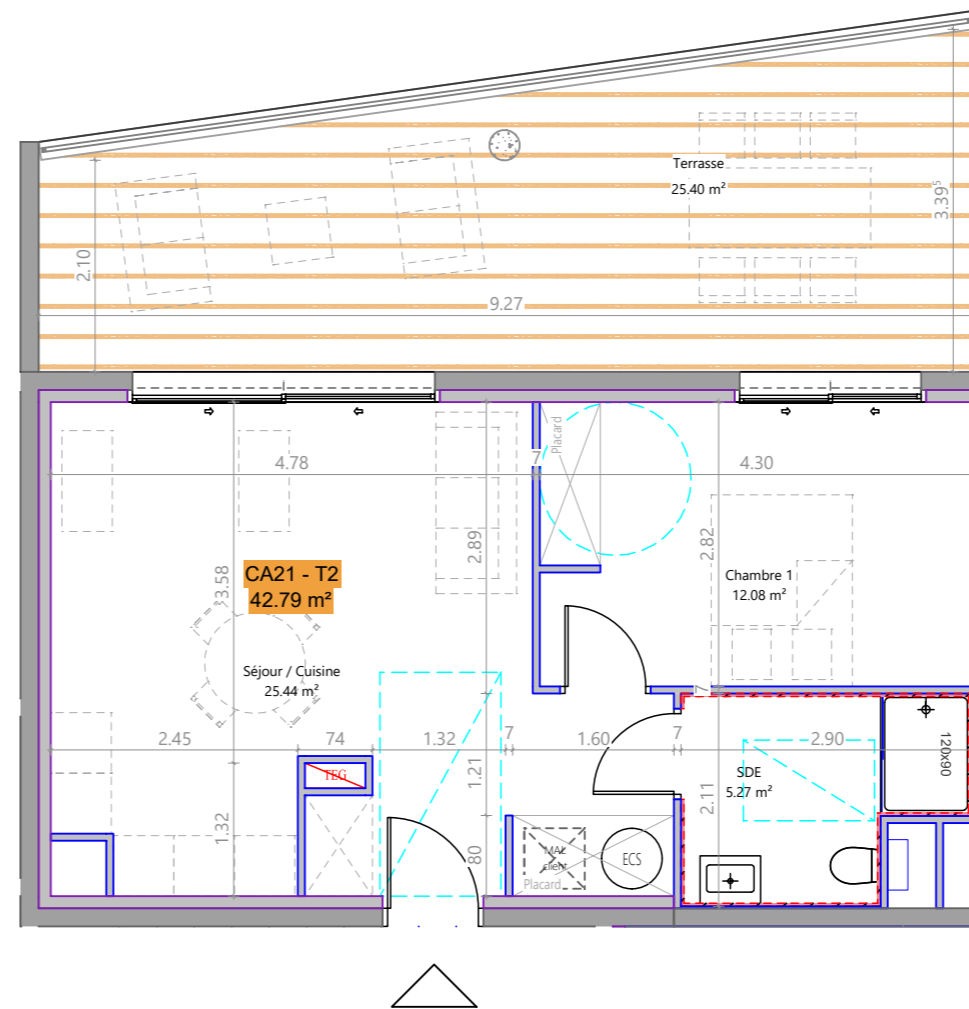 Terrasse
25.40 m²
3.39⁵
2.10
9.27
Placard
7
4.78
4.30
2.89
2.82
3.58
CA21 - T2
42.79 m²
Chambre 1
12.08 m²
Séjour / Cuisine
25.44 m²
7
2.45
74
1.32
7
1.60
7
2.90
120x90
TEG
1.21
SDE
5.27 m²
2.11
1.32
80
MAL
client
ECS
Placard